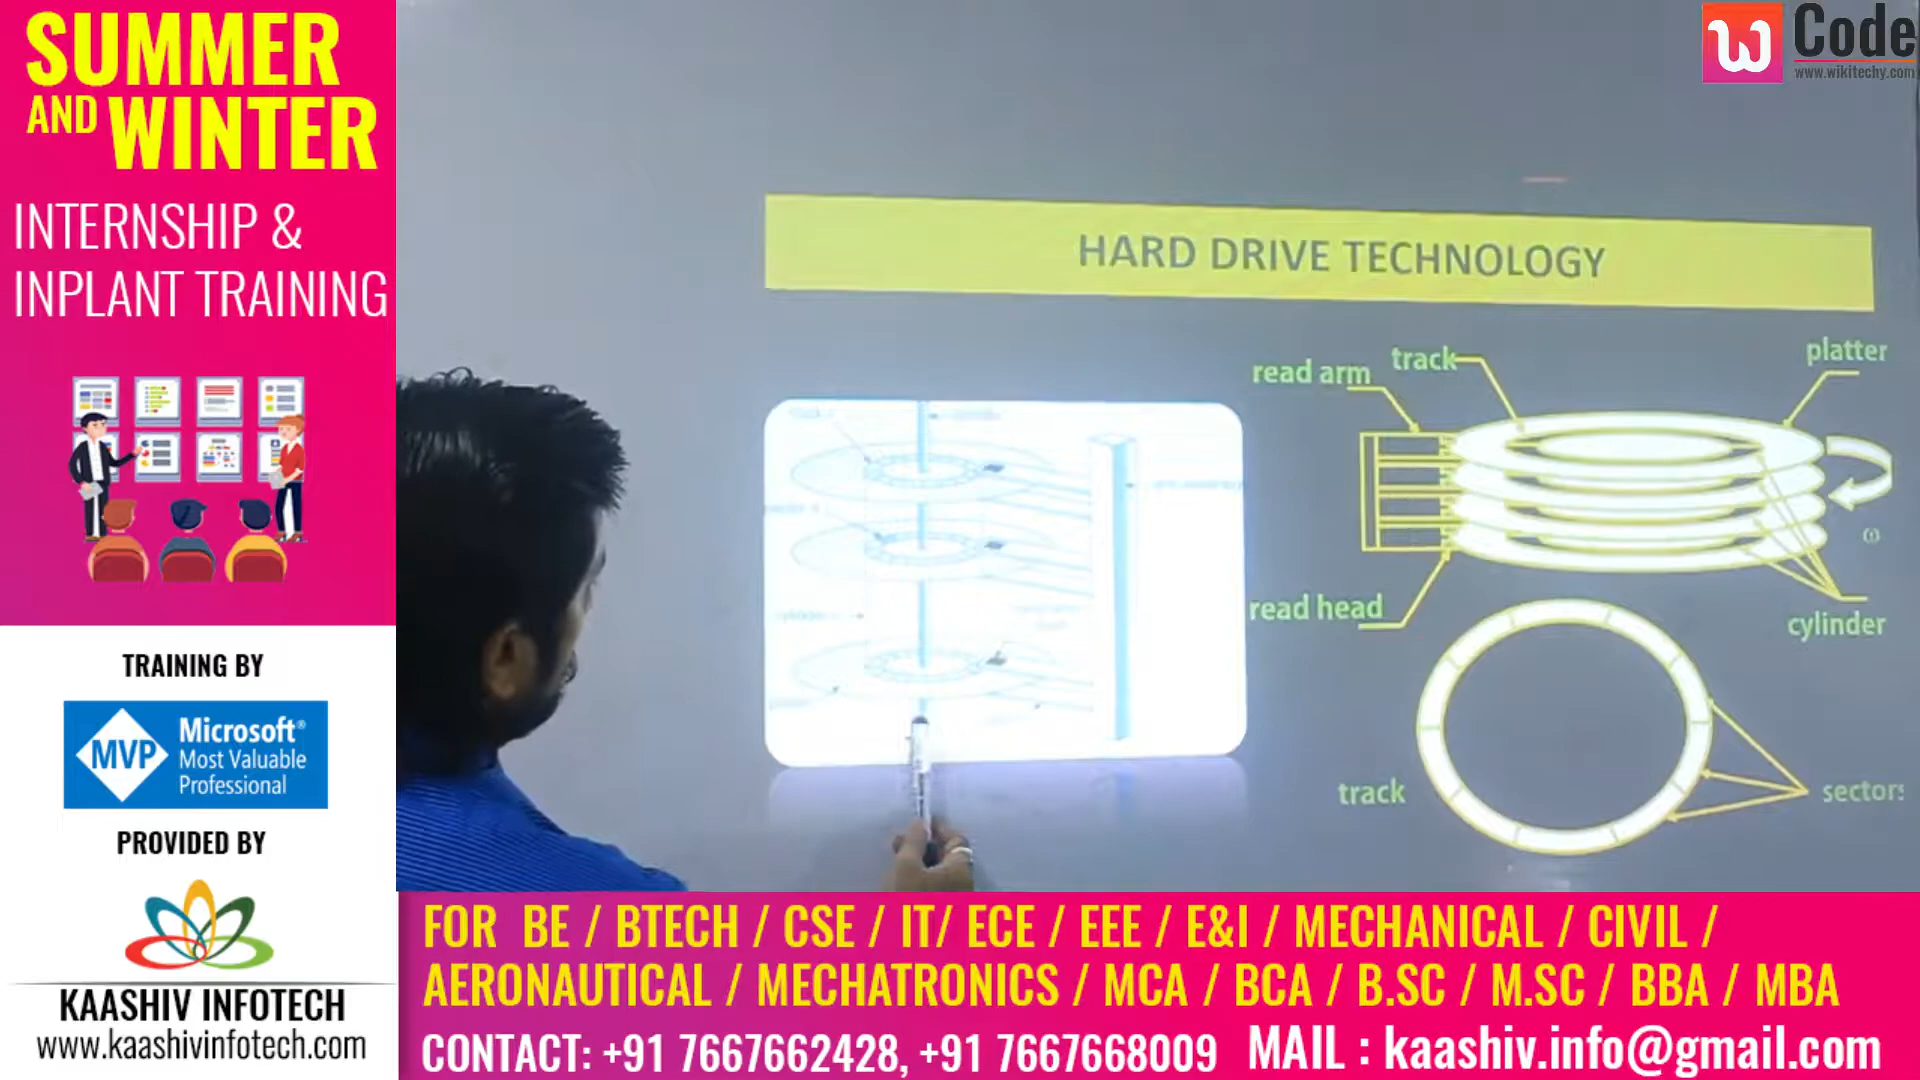 SUMMER
AND WINTER
INTERNSHIP &
INPLANT TRAINING
TRAINING BY
MVP
Microsoft®
Most Valuable
Professional
PROVIDED BY
KAASHIV INFOTECH
www.kaashivinfotech.com
W Code
www.wikitechy.com
HARD DRIVE TECHNOLOGY
read arm
track
platter
ω
read head
cylinder
track
sectors
FOR BE / BTECH / CSE / IT/ ECE / EEE / E&I / MECHANICAL / CIVIL /
AERONAUTICAL / MECHATRONICS / MCA / BCA / B.SC / M.SC / BBA / MBA
CONTACT: +91 7667662428, +91 7667668009 MAIL : kaashiv.info@gmail.com